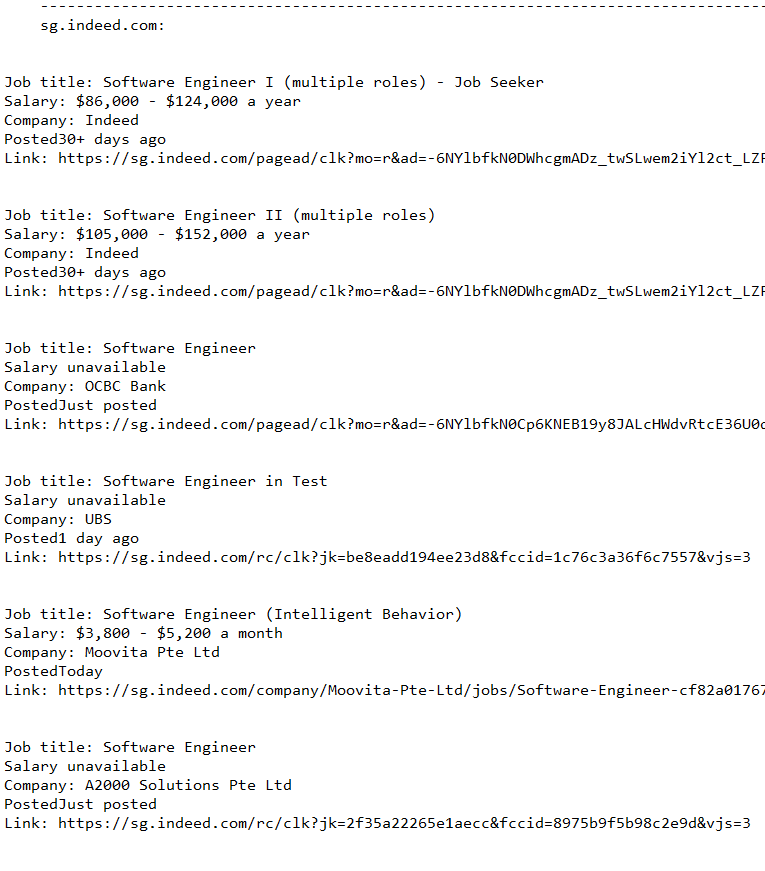 --------------------------------------------------------------------------------
sg.indeed.com:
Job title: Software Engineer I (multiple roles) - Job Seeker
Salary: $86,000 - $124,000 a year
Company: Indeed
Posted30+ days ago
Link: https://sg.indeed.com/pagead/clk?mo=r&ad=-6NYlbfkN0DWhcgmADz_twSLwem2iYl2ct_LZF
Job title: Software Engineer II (multiple roles)
Salary: $105,000 - $152,000 a year
Company: Indeed
Posted30+ days ago
Link: https://sg.indeed.com/pagead/clk?mo=r&ad=-6NYlbfkN0DWhcgmADz_twSLwem2iYl2ct_LZF
Job title: Software Engineer
Salary unavailable
Company: OCBC Bank
PostedJust posted
Link: https://sg.indeed.com/pagead/clk?mo=r&ad=-6NYlbfkN0Cp6KNEB19y8JALcHWdvRtcE36U0c
Job title: Software Engineer in Test
Salary unavailable
Company: UBS
Posted1 day ago
Link: https://sg.indeed.com/rc/clk?jk=be8eadd194ee23d8&fccid=1c76c3a36f6c7557&vjs=3
Job title: Software Engineer (Intelligent Behavior)
Salary: $3,800 - $5,200 a month
Company: Moovita Pte Ltd
PostedToday
Link: https://sg.indeed.com/company/Moovita-Pte-Ltd/jobs/Software-Engineer-cf82a01767
Job title: Software Engineer
Salary unavailable
Company: A2000 Solutions Pte Ltd
PostedJust posted
Link: https://sg.indeed.com/rc/clk?jk=2f35a22265e1aecc&fccid=8975b9f5b98c2e9d&vjs=3